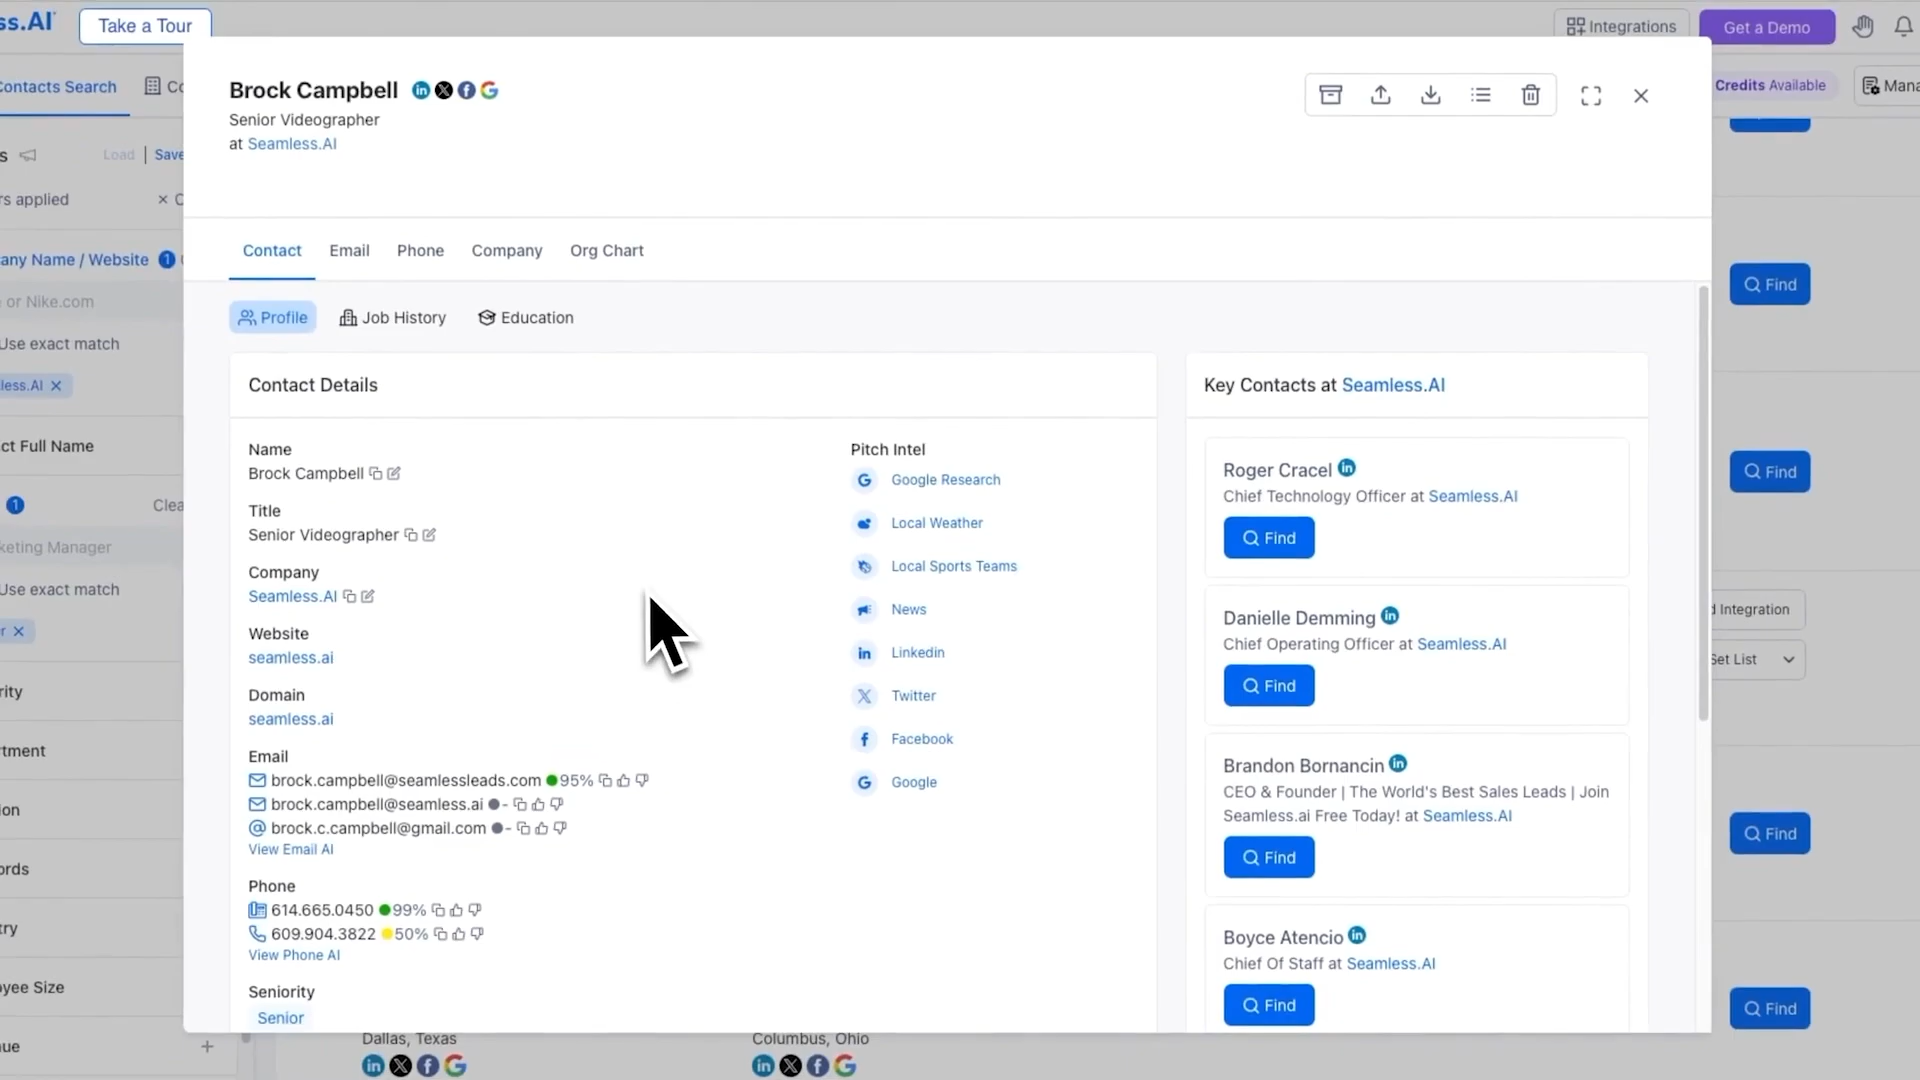 ss.AI
Take a Tour
Integrations
Get a Demo
Contacts Search
Co
Credits Available
Mana
s
Load | Save
rs applied
C
any Name / Website 1
e or Nike.com
Use exact match
less.AI
ct Full Name
1
Clea
keting Manager
Use exact match
r
rity
rtment
ion
ords
try
oyee Size
nue
Brock Campbell
Senior Videographer
at Seamless.AI
Contact
Email
Phone
Company
Org Chart
Profile
Job History
Education
Contact Details
Name
Brock Campbell
Title
Senior Videographer
Company
Seamless.AI
Website
seamless.ai
Domain
seamless.ai
Email
brock.campbell@seamlessleads.com 95%
brock.campbell@seamless.ai -
brock.c.campbell@gmail.com -
View Email AI
Phone
614.665.0450 99%
609.904.3822 50%
View Phone AI
Seniority
Senior
Pitch Intel
Google Research
Local Weather
Local Sports Teams
News
Linkedin
Twitter
Facebook
Google
Key Contacts at Seamless.AI
Roger Cracel
Chief Technology Officer at Seamless.AI
Find
Danielle Demming
Chief Operating Officer at Seamless.AI
Find
Brandon Bornancin
CEO & Founder | The World's Best Sales Leads | Join
Seamless.ai Free Today! at Seamless.AI
Find
Boyce Atencio
Chief Of Staff at Seamless.AI
Find
Find
Find
d Integration
Set List
Find
Find
Dallas, Texas
Columbus, Ohio